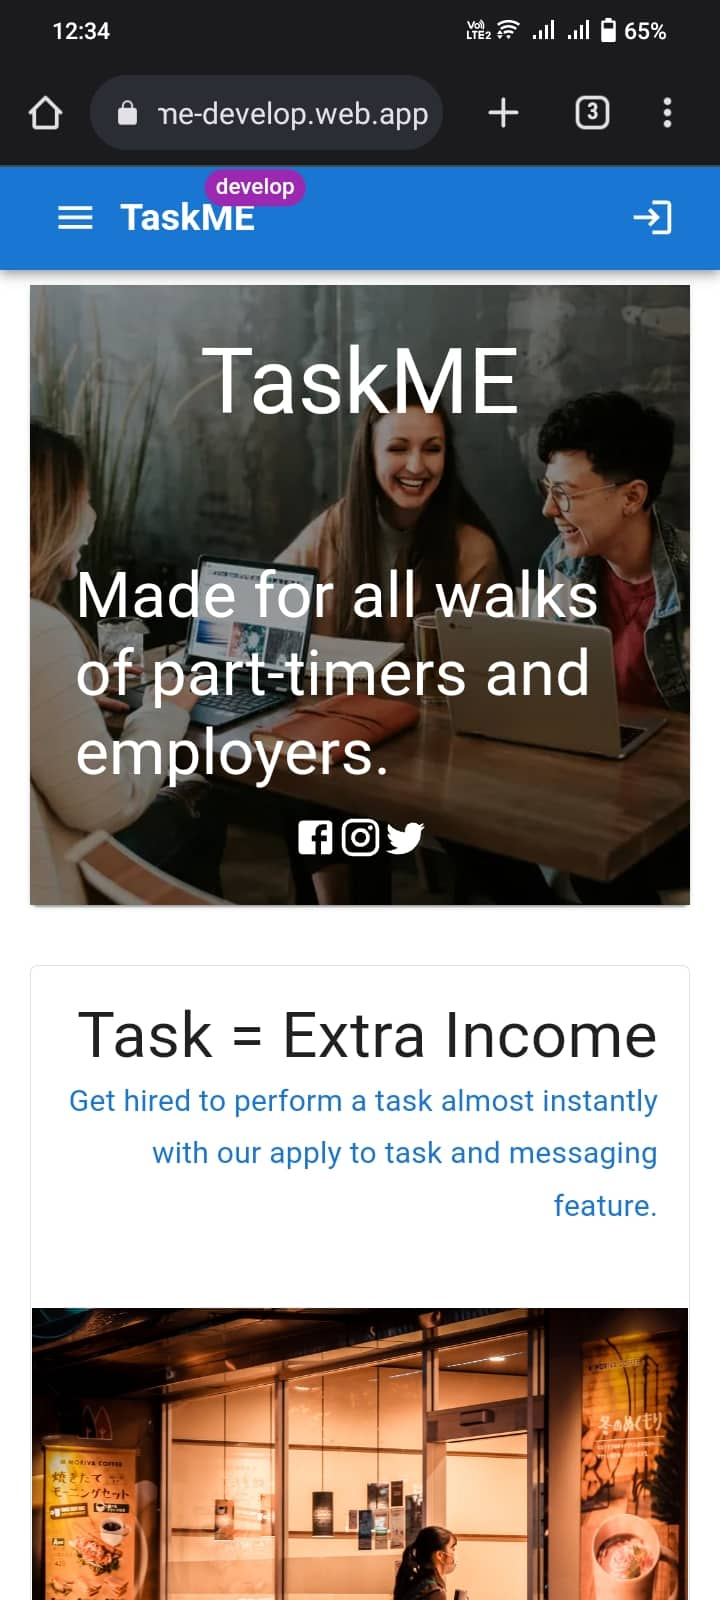 12:34
Vo)) LTE2
65%
me-develop.web.app
3
develop
TaskME
TaskME
Made for all walks
of part-timers and
employers.
Task = Extra Income
Get hired to perform a task almost instantly
with our apply to task and messaging
feature.
MORIVA COFFEE
焼きたて
モーニングセット
冬のぬくもり